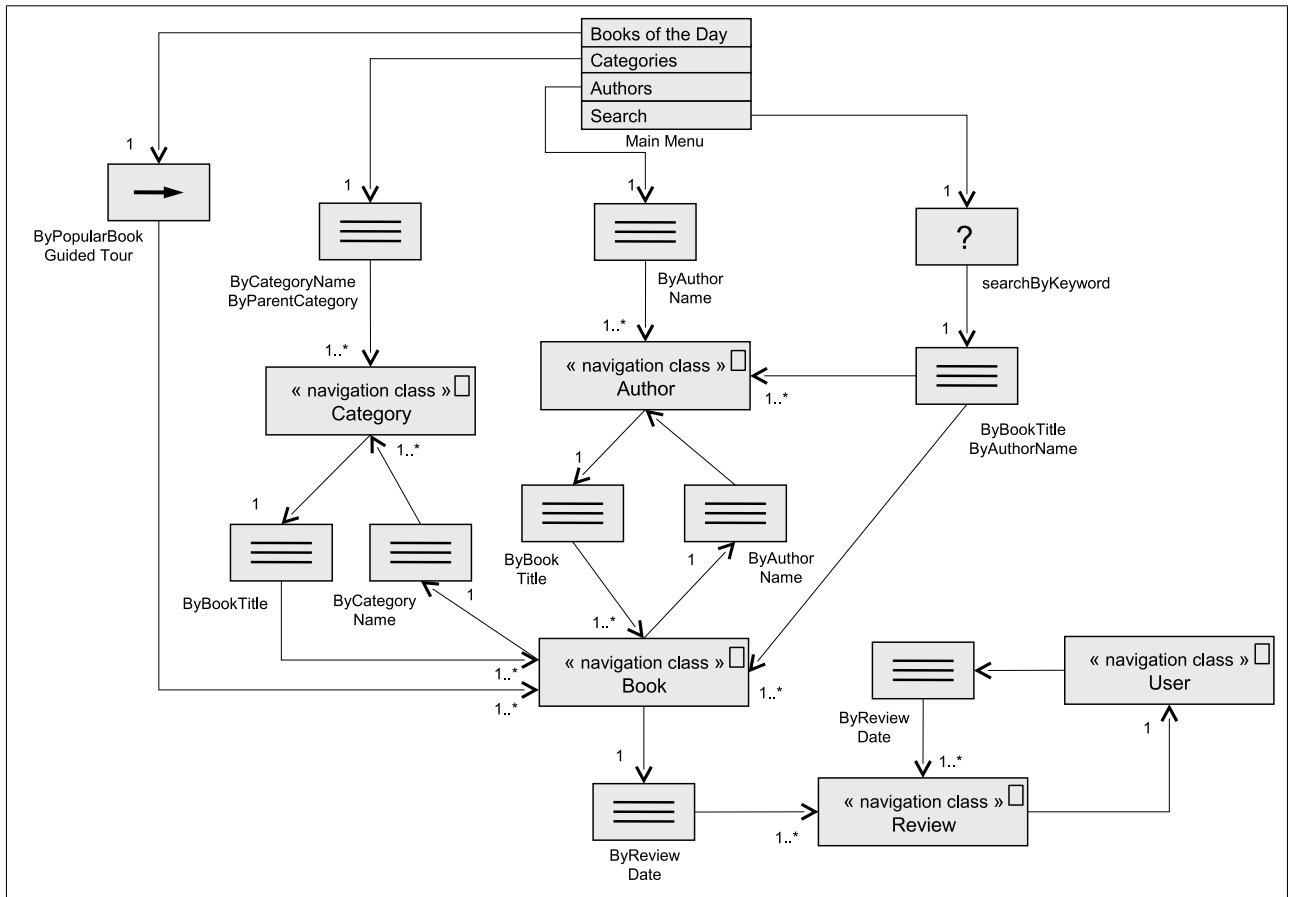 Books of the Day
Categories
Authors
Search
Main Menu
1
1
1
1
?
ByPopularBook
Guided Tour
ByCategoryName
ByParentCategory
ByAuthor
Name
searchByKeyword
1..*
1..*
1
« navigation class »
Category
« navigation class »
Author
1..*
ByBookTitle
ByAuthorName
1..*
1
1
ByBookTitle
1
ByCategory
Name
ByBook
Title
1
ByAuthor
Name
1..*
1..*
1..*
1..*
« navigation class »
Book
« navigation class »
User
ByReview
Date
1
1
1..*
« navigation class »
Review
1..*
ByReview
Date